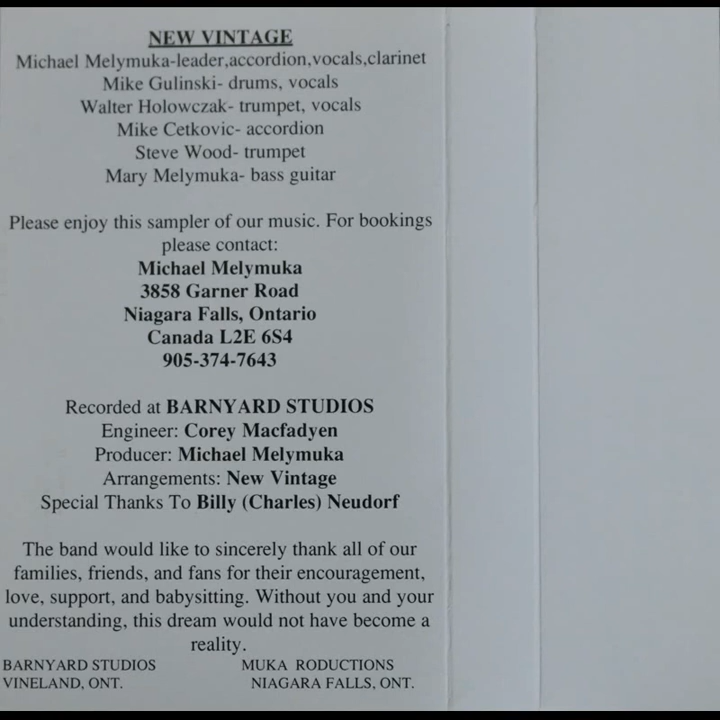 NEW VINTAGE
Michael Melymuka-leader,accordion,vocals,clarinet
Mike Gulinski- drums, vocals
Walter Holowczak- trumpet, vocals
Mike Cetkovic- accordion
Steve Wood- trumpet
Mary Melymuka- bass guitar
Please enjoy this sampler of our music. For bookings
please contact:
Michael Melymuka
3858 Garner Road
Niagara Falls, Ontario
Canada L2E 6S4
905-374-7643
Recorded at BARNYARD STUDIOS
Engineer: Corey Macfadyen
Producer: Michael Melymuka
Arrangements: New Vintage
Special Thanks To Billy (Charles) Neudorf
The band would like to sincerely thank all of our
families, friends, and fans for their encouragement,
love, support, and babysitting. Without you and your
understanding, this dream would not have become a
reality.
BARNYARD STUDIOS MUKA RODUCTIONS
VINELAND, ONT. NIAGARA FALLS, ONT.